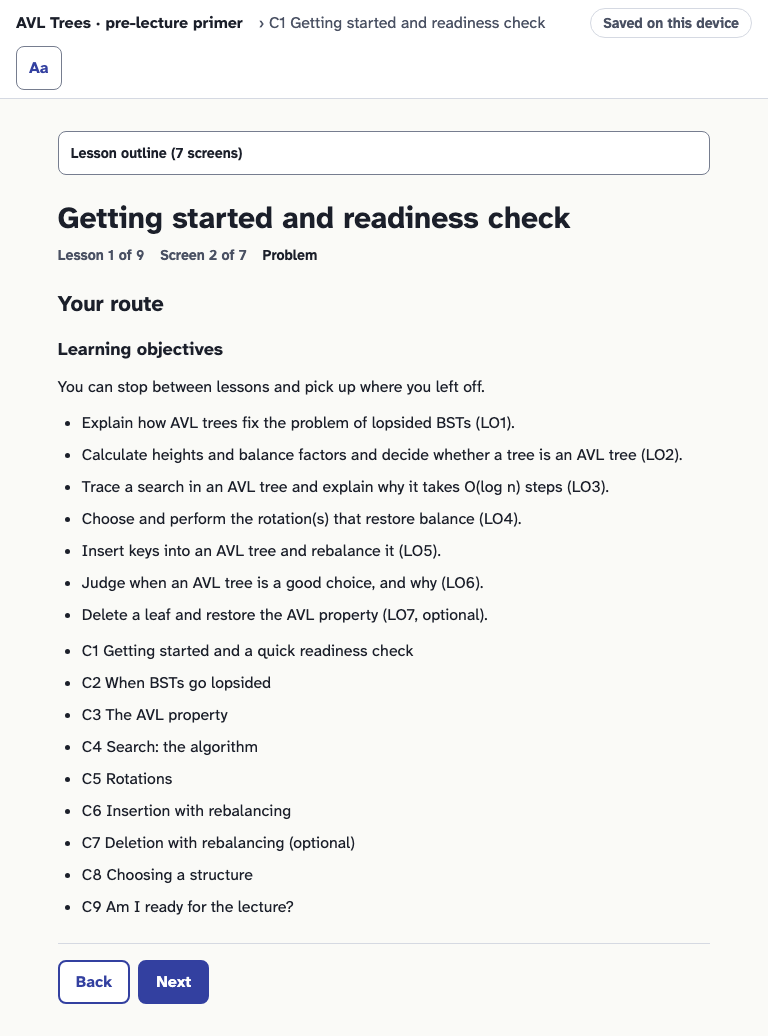 AVL Trees · pre-lecture primer › C1 Getting started and readiness check Saved on this device
Aa
Lesson outline (7 screens)
Getting started and readiness check
Lesson 1 of 9 Screen 2 of 7 Problem
Your route
Learning objectives
You can stop between lessons and pick up where you left off.
• Explain how AVL trees fix the problem of lopsided BSTs (LO1).
• Calculate heights and balance factors and decide whether a tree is an AVL tree (LO2).
• Trace a search in an AVL tree and explain why it takes O(log n) steps (LO3).
• Choose and perform the rotation(s) that restore balance (LO4).
• Insert keys into an AVL tree and rebalance it (LO5).
• Judge when an AVL tree is a good choice, and why (LO6).
• Delete a leaf and restore the AVL property (LO7, optional).
• C1 Getting started and a quick readiness check
• C2 When BSTs go lopsided
• C3 The AVL property
• C4 Search: the algorithm
• C5 Rotations
• C6 Insertion with rebalancing
• C7 Deletion with rebalancing (optional)
• C8 Choosing a structure
• C9 Am I ready for the lecture?
Back Next